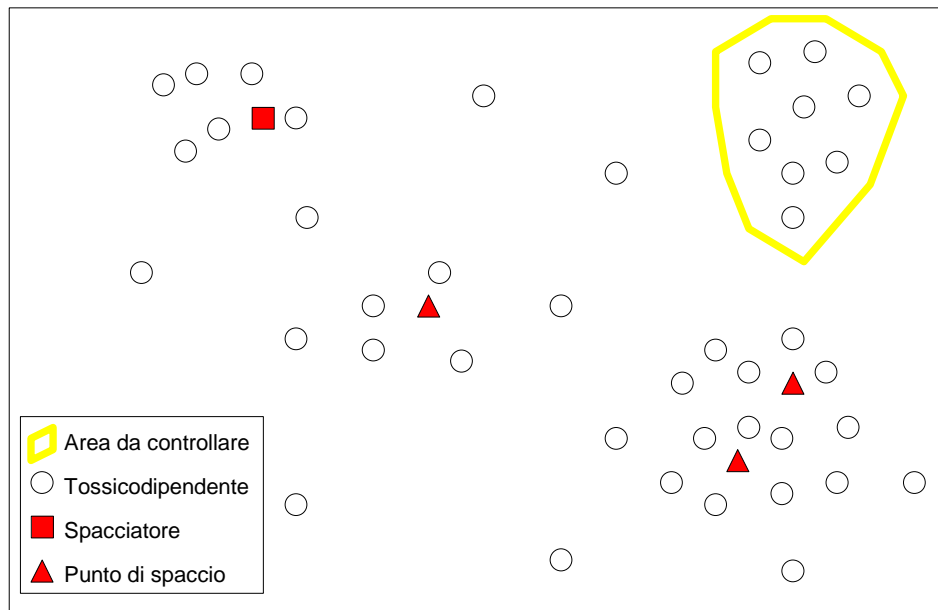 Area da controllare
Tossicodipendente
Spacciatore
Punto di spaccio